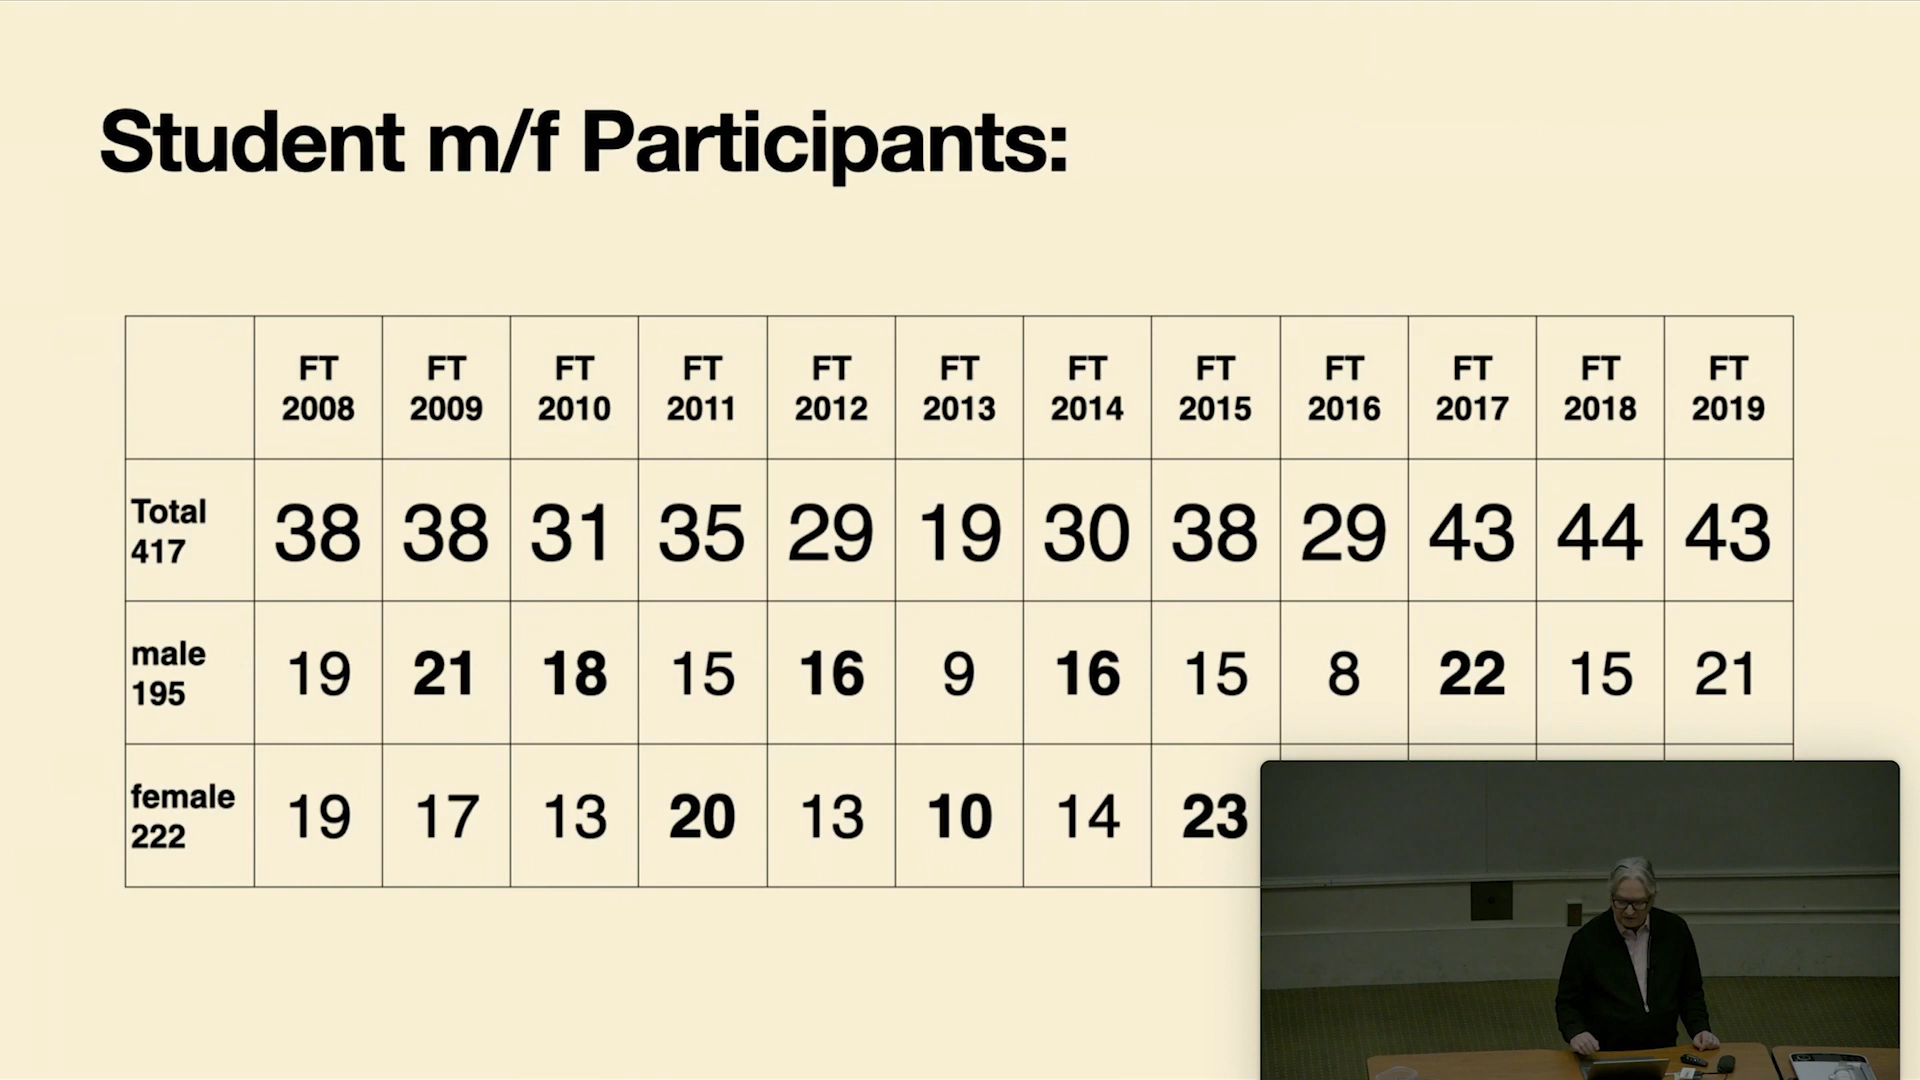 Student m/f Participants:
FT 2008 FT 2009 FT 2010 FT 2011 FT 2012 FT 2013 FT 2014 FT 2015 FT 2016 FT 2017 FT 2018 FT 2019
Total 417 38 38 31 35 29 19 30 38 29 43 44 43
male 195 19 21 18 15 16 9 16 15 8 22 15 21
female 222 19 17 13 20 13 10 14 23